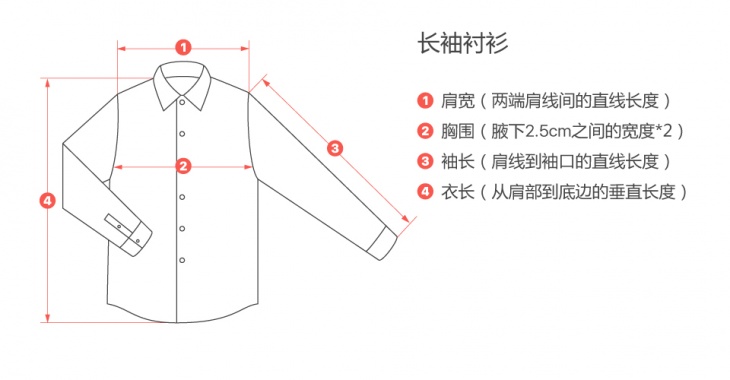 长袖衬衫
1 肩宽（两端肩线间的直线长度）
2 胸围（腋下2.5cm之间的宽度*2）
3 袖长（肩线到袖口的直线长度）
4 衣长（从肩部到底边的垂直长度）
1
2
3
4